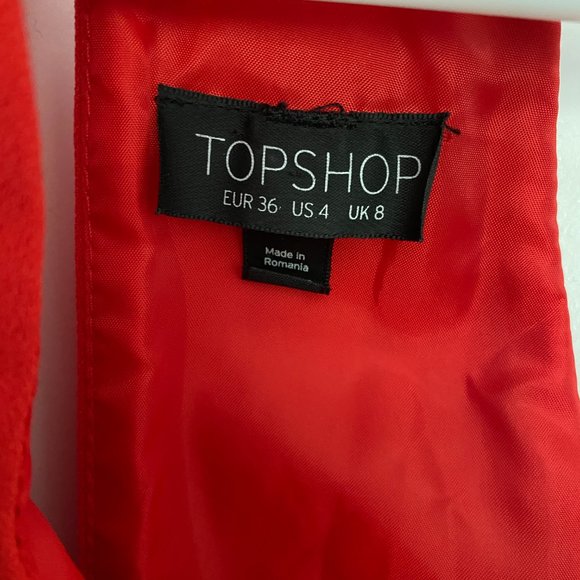 TOPSHOP
EUR 36 US 4 UK 8
Made in
Romania